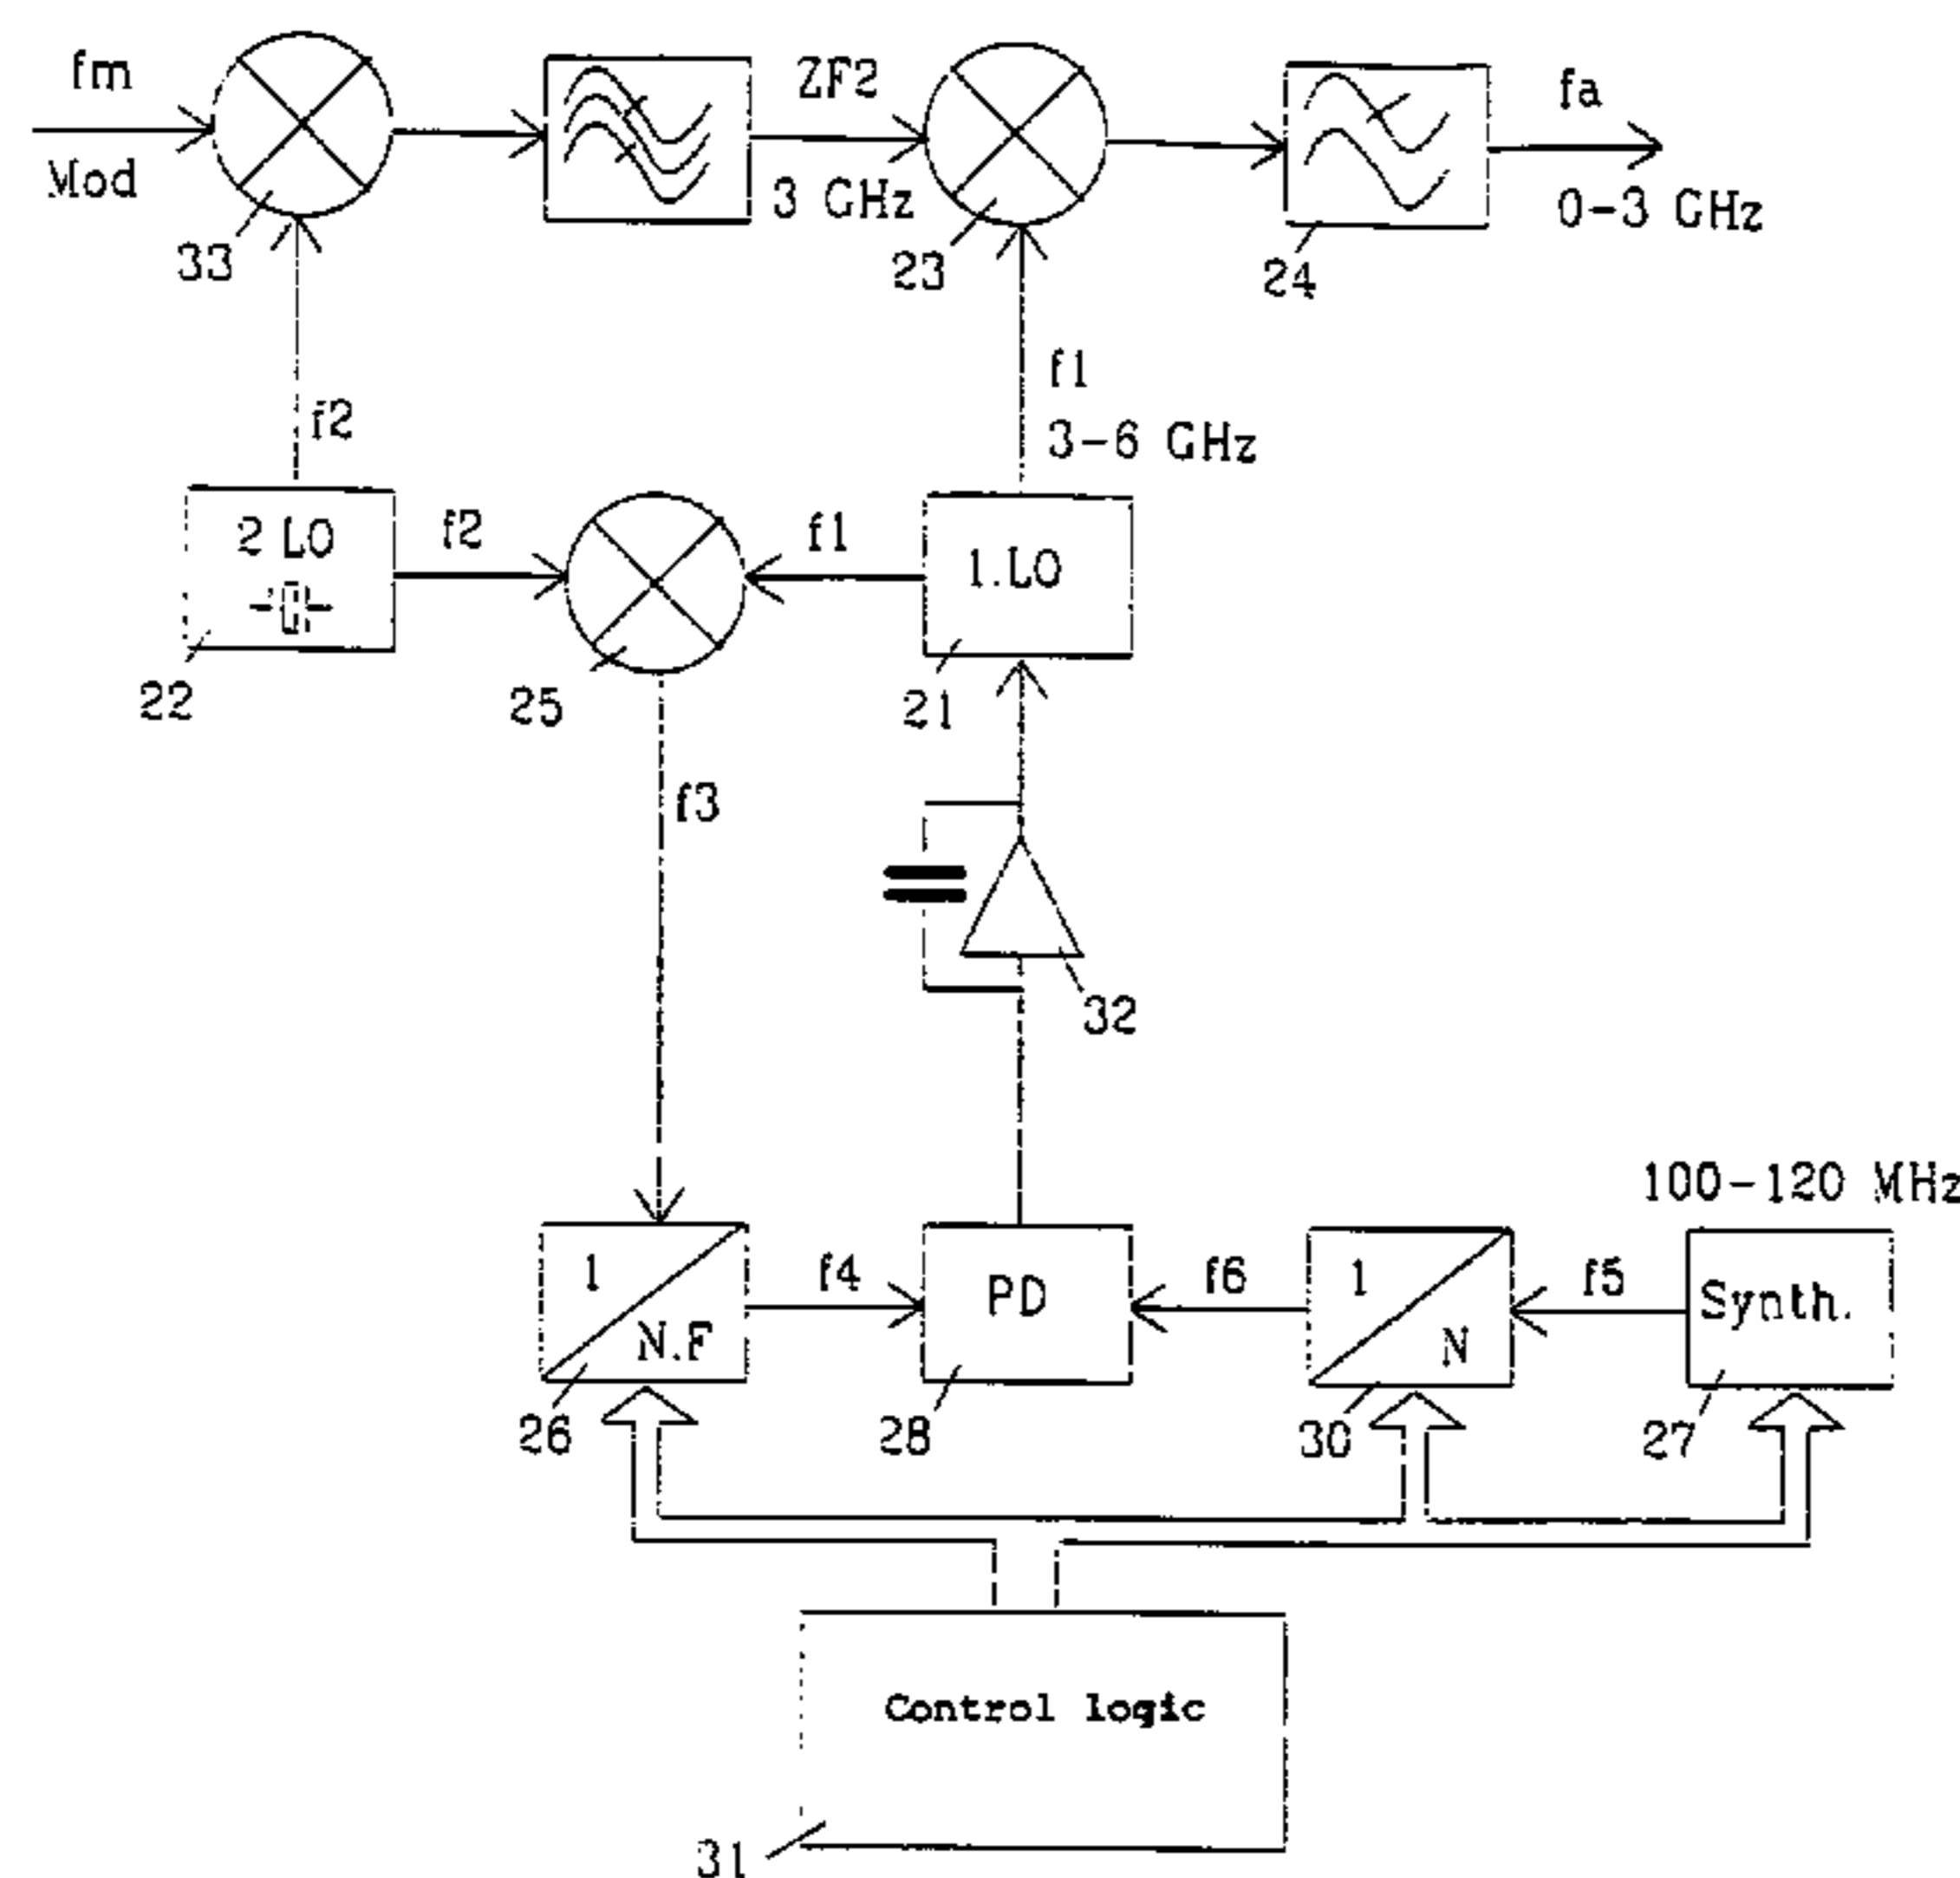 fm
Mod
33
ZF2
3 GHz
23
24
fa
0-3 GHz
f2
f1
3-6 GHz
2 LO
22
f2
25
f1
1.LO
21
f3
32
100-120 MHz
1
N.F
26
f4
PD
28
f6
1
N
30
f5
Synth.
27
Control logic
31